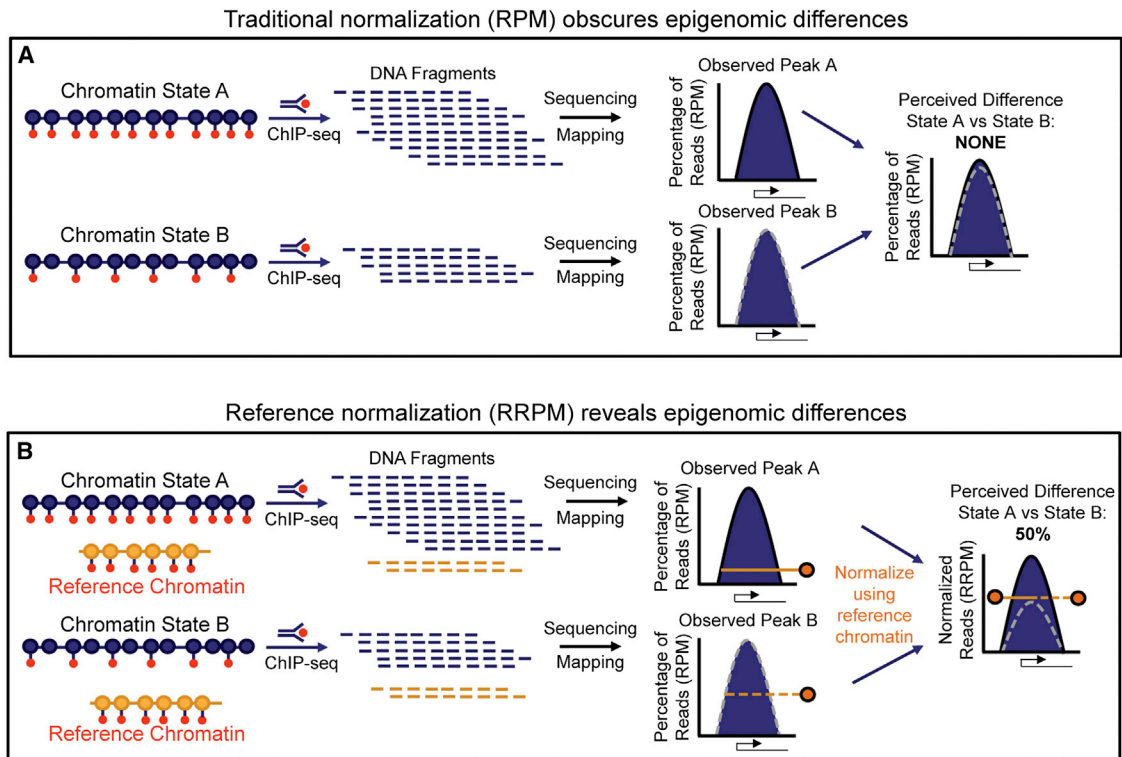 Traditional normalization (RPM) obscures epigenomic differences
A
Chromatin State A
ChIP-seq
DNA Fragments
Sequencing
Mapping
Observed Peak A
Percentage of
Reads (RPM)
Chromatin State B
ChIP-seq
Sequencing
Mapping
Observed Peak B
Percentage of
Reads (RPM)
Perceived Difference
State A vs State B:
NONE
Percentage of
Reads (RPM)
Reference normalization (RRPM) reveals epigenomic differences
B
Chromatin State A
Reference Chromatin
ChIP-seq
DNA Fragments
Sequencing
Mapping
Observed Peak A
Percentage of
Reads (RPM)
Chromatin State B
Reference Chromatin
ChIP-seq
Sequencing
Mapping
Observed Peak B
Percentage of
Reads (RPM)
Normalize
using
reference
chromatin
Perceived Difference
State A vs State B:
50%
Normalized
Reads (RRPM)